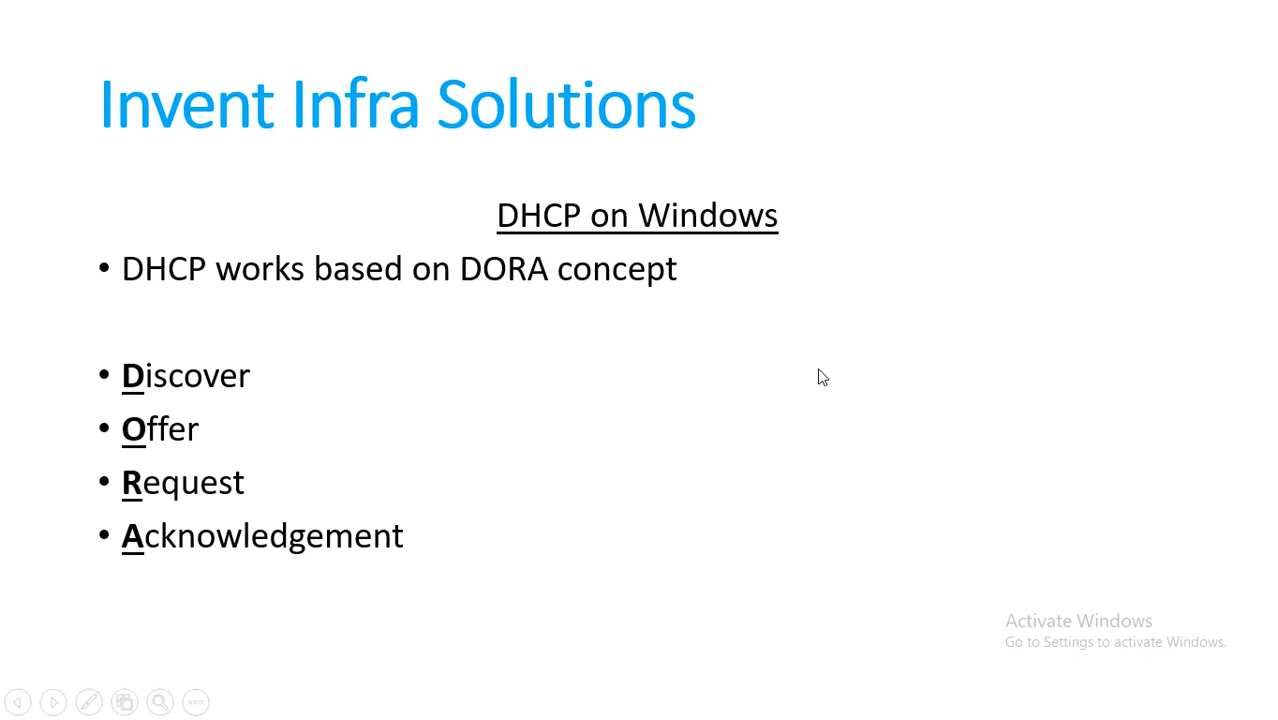 Invent Infra Solutions
DHCP on Windows
• DHCP works based on DORA concept
• Discover
• Offer
• Request
• Acknowledgement
Activate Windows
Go to Settings to activate Windows.